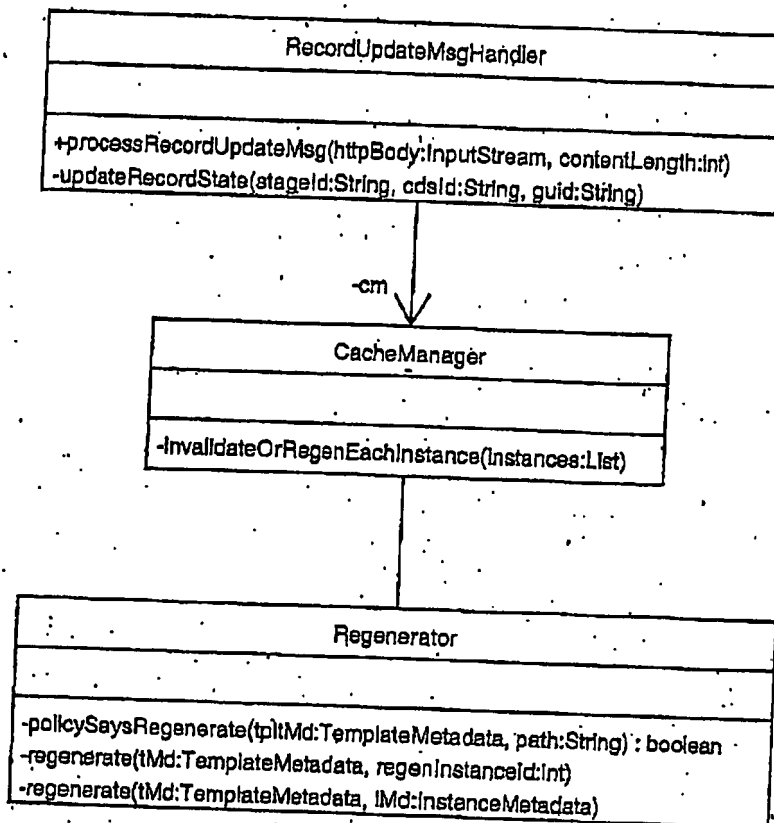 RecordUpdateMsgHandler
+processRecordUpdateMsg(httpBody:InputStream, contentLength:int)
-updateRecordState(stageId:String, cdsId:String, guid:String)
-cm
CacheManager
-invalidateOrRegenEachInstance(instances:List)
Regenerator
-policySaysRegenerate(tpltMd:TemplateMetadata, path:String) : boolean
-regenerate(tMd:TemplateMetadata, regenInstanceId:int)
-regenerate(tMd:TemplateMetadata, iMd:InstanceMetadata)